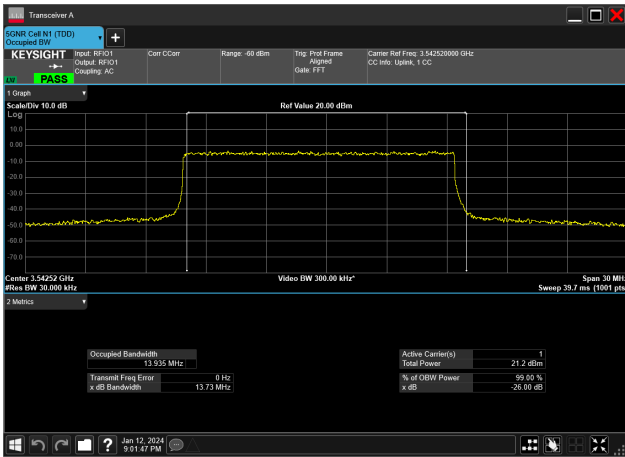 Transceiver A
5GNR Cell N1 (TDD)
Occupied BW
KEYSIGHT Input: RFIO1 Corr CCorr Range: -60 dBm Trig: Prot Frame Carrier Ref Freq: 3.542520000 GHz
Output: RFIO1 Aligned CC Info: Uplink, 1 CC
Coupling: AC Gate: FFT
PASS
1 Graph
Scale/Div 10.0 dB Ref Value 20.00 dBm
Log
10.0
0.00
-10.0
-20.0
-30.0
-40.0
-50.0
-60.0
-70.0
Center 3.54252 GHz Video BW 300.00 kHz* Span 30 MHz
#Res BW 30.000 kHz Sweep 39.7 ms (1001 pts)
2 Metrics
Occupied Bandwidth Active Carrier(s) 1
13.935 MHz Total Power 21.2 dBm
Transmit Freq Error 0 Hz % of OBW Power 99.00 %
x dB Bandwidth 13.73 MHz x dB -26.00 dB
Jan 12, 2024
9:01:47 PM